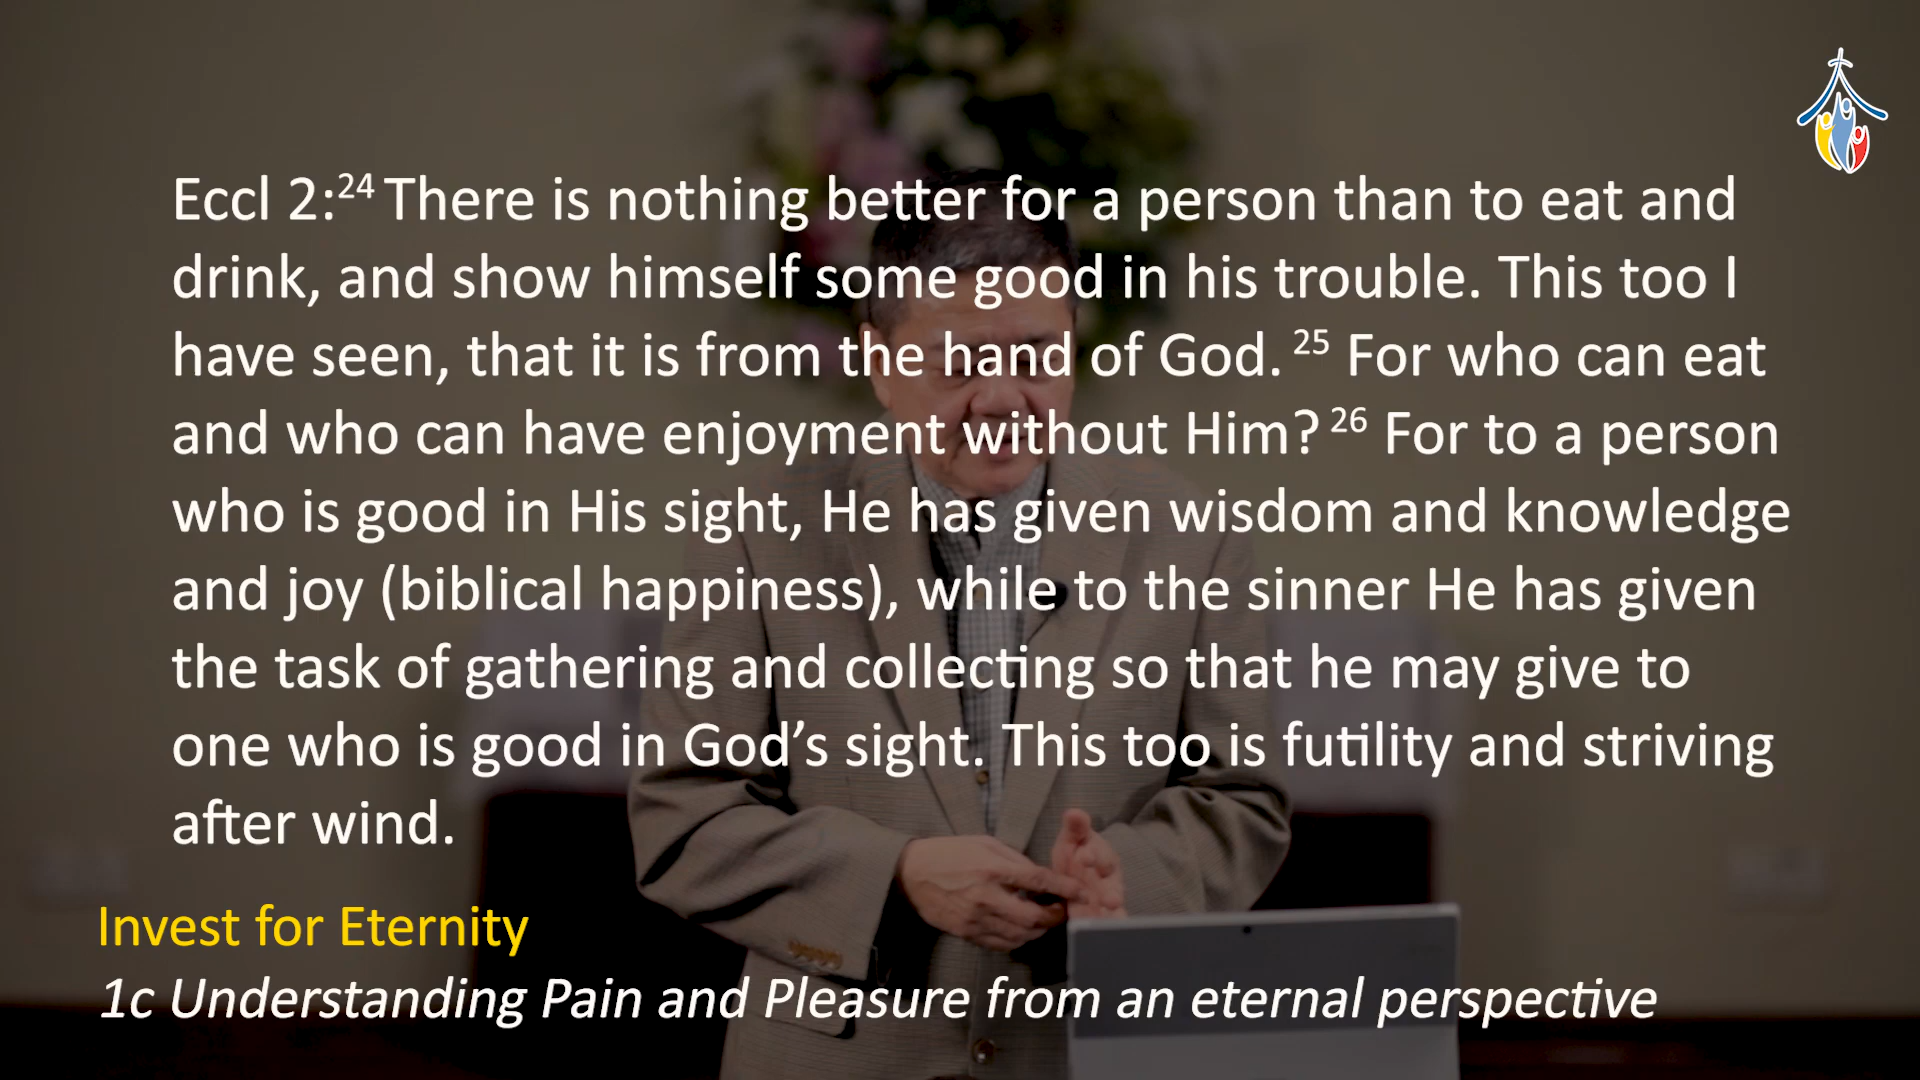 Eccl 2:24 There is nothing better for a person than to eat and
drink, and show himself some good in his trouble. This too I
have seen, that it is from the hand of God. 25 For who can eat
and who can have enjoyment without Him? 26 For to a person
who is good in His sight, He has given wisdom and knowledge
and joy (biblical happiness), while to the sinner He has given
the task of gathering and collecting so that he may give to
one who is good in God’s sight. This too is futility and striving
after wind.
Invest for Eternity
1c Understanding Pain and Pleasure from an eternal perspective